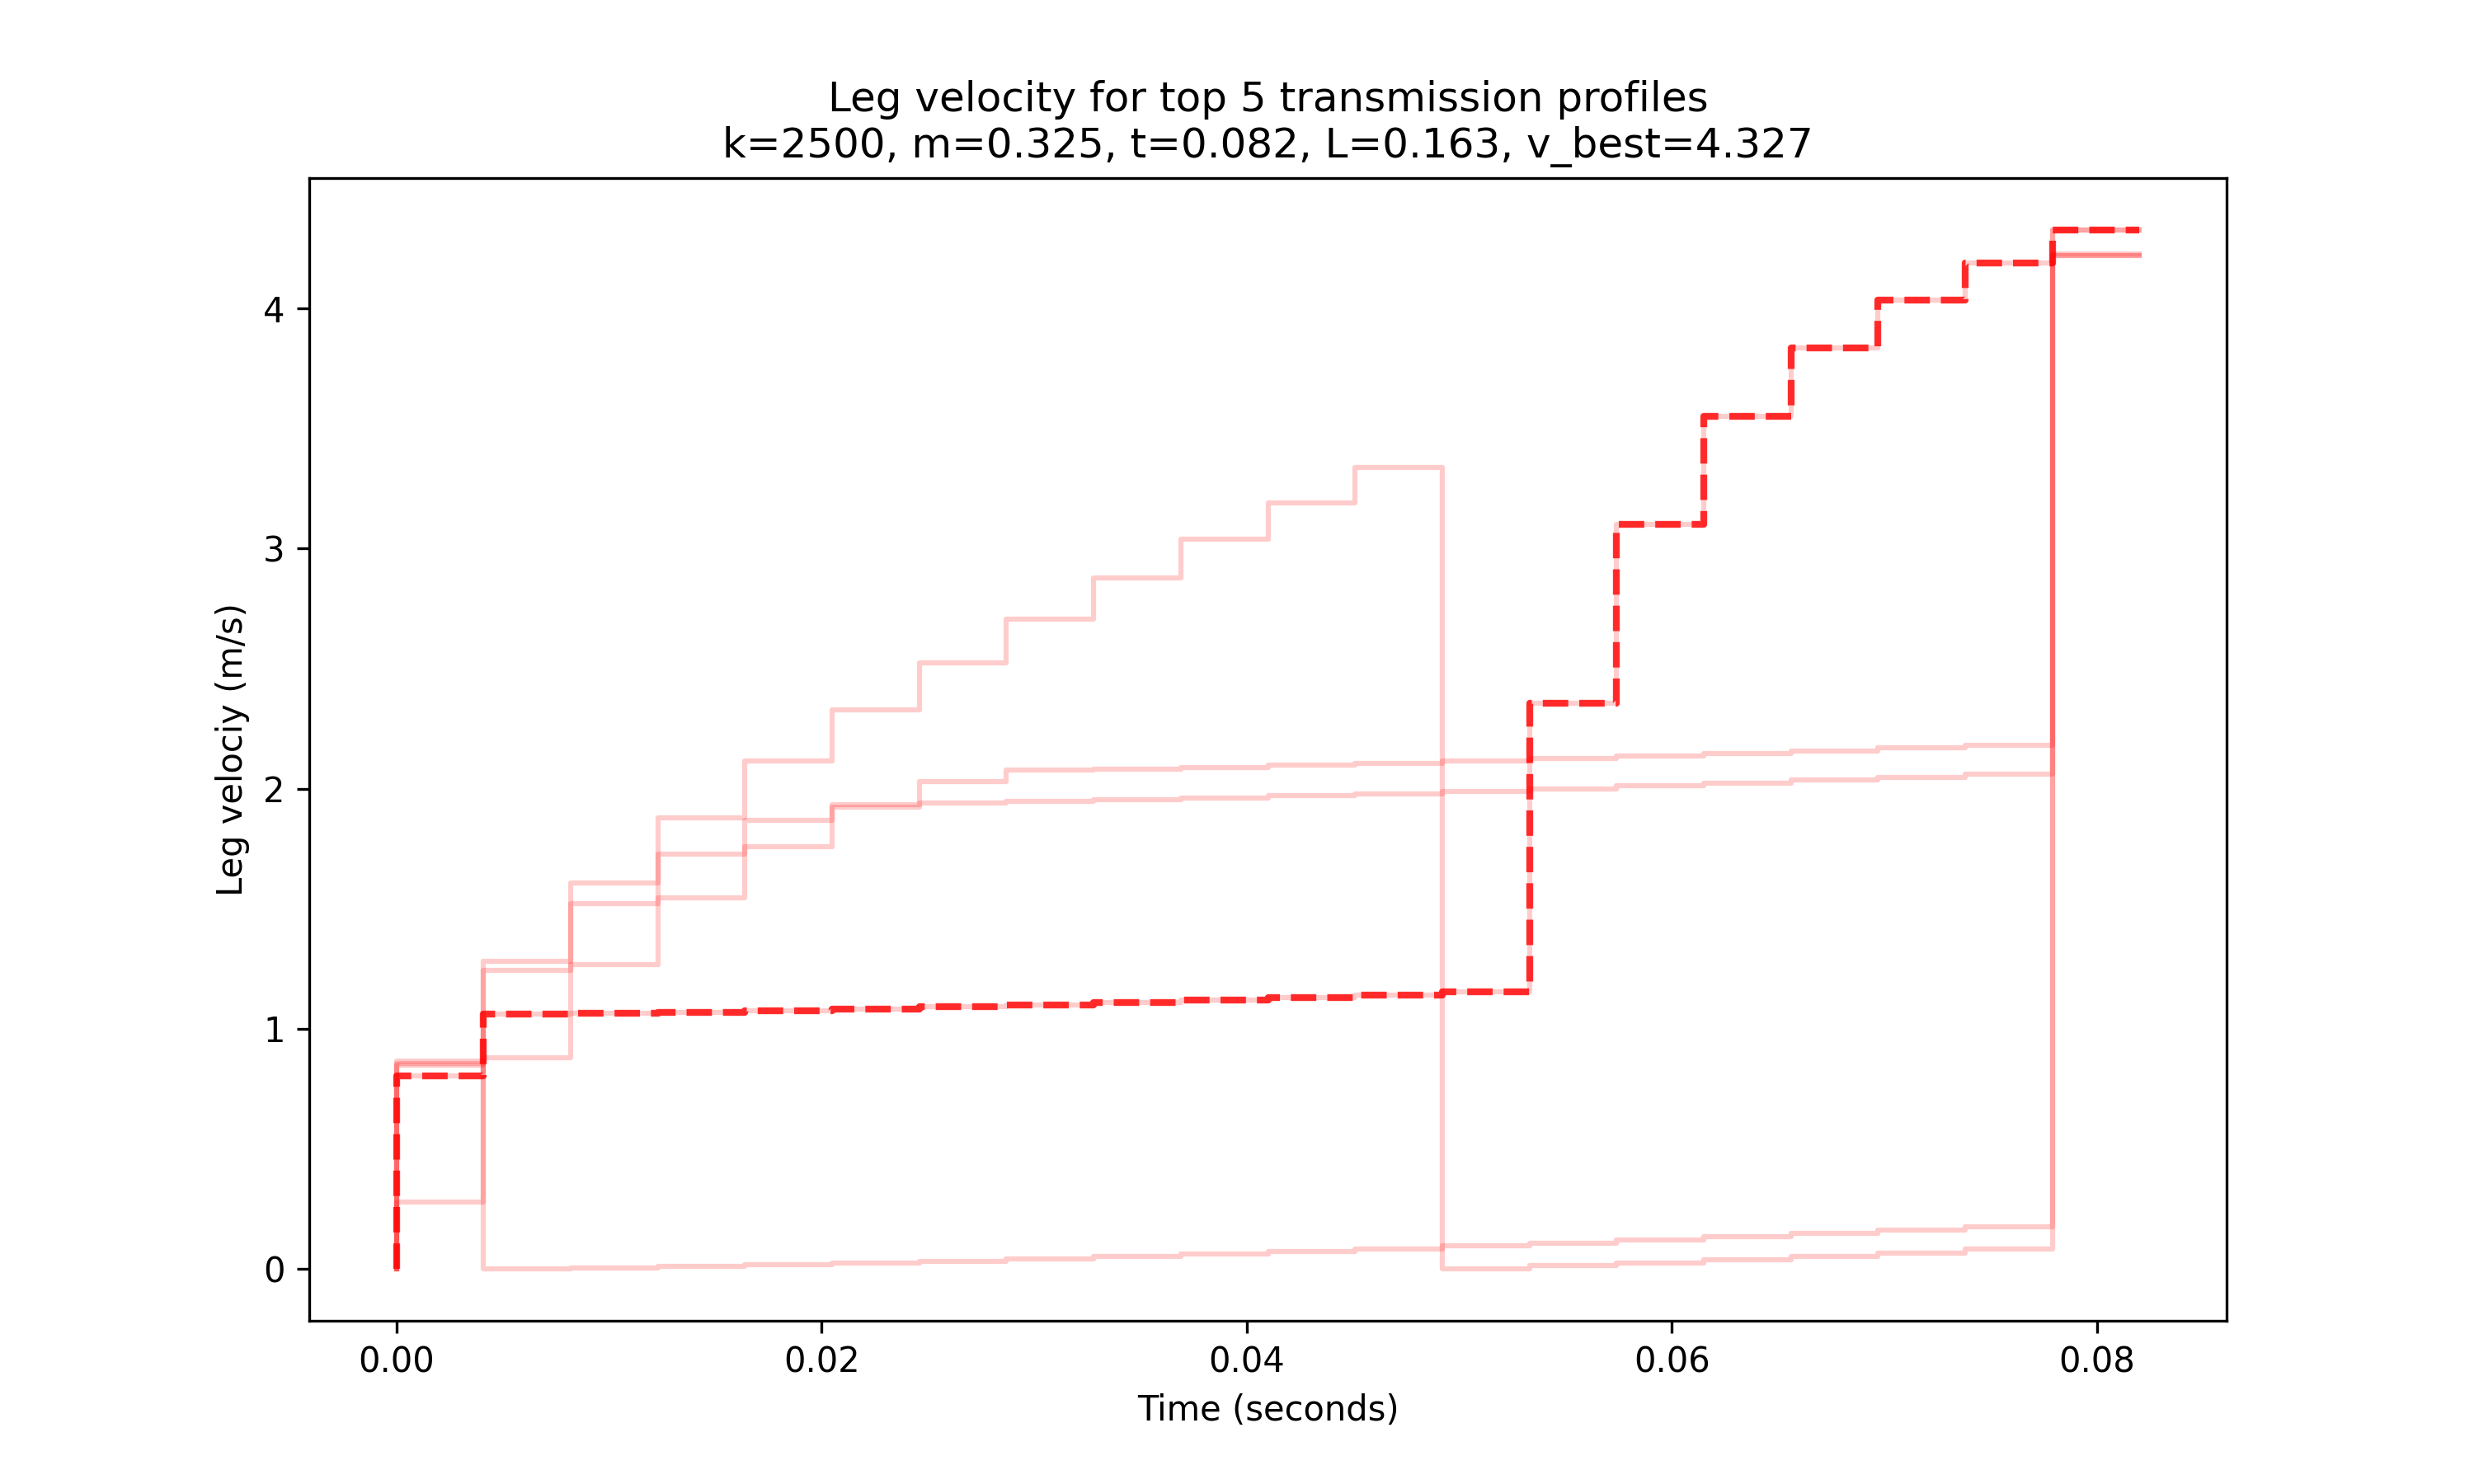 Leg velocity for top 5 transmission profiles
k=2500, m=0.325, t=0.082, L=0.163, v_best=4.327
4
3
2
1
0
Leg velociy (m/s)
0.00 0.02 0.04 0.06 0.08
Time (seconds)